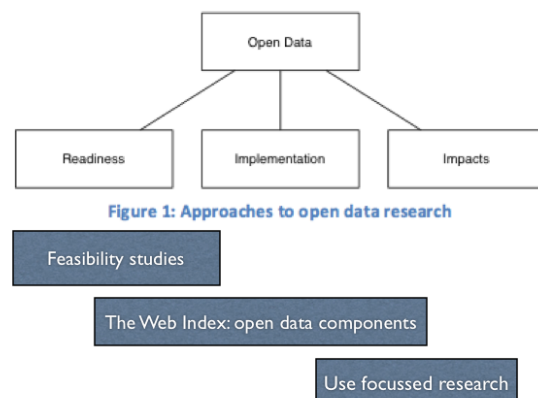 Open Data
Readiness
Implementation
Impacts
Figure 1: Approaches to open data research
Feasibility studies
The Web Index: open data components
Use focussed research